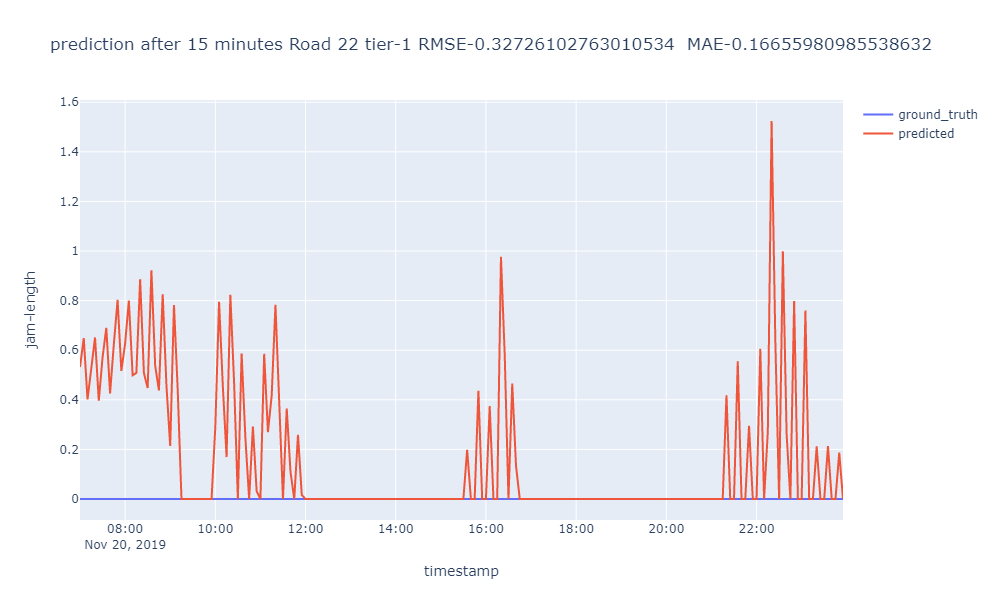 prediction after 15 minutes Road 22 tier-1 RMSE-0.32726102763010534  MAE-0.16655980985538632
ground_truth
predicted
1.6
1.4
1.2
1
0.8
0.6
0.4
0.2
0
jam-length
08:00
10:00
12:00
14:00
16:00
18:00
20:00
22:00
Nov 20, 2019
timestamp